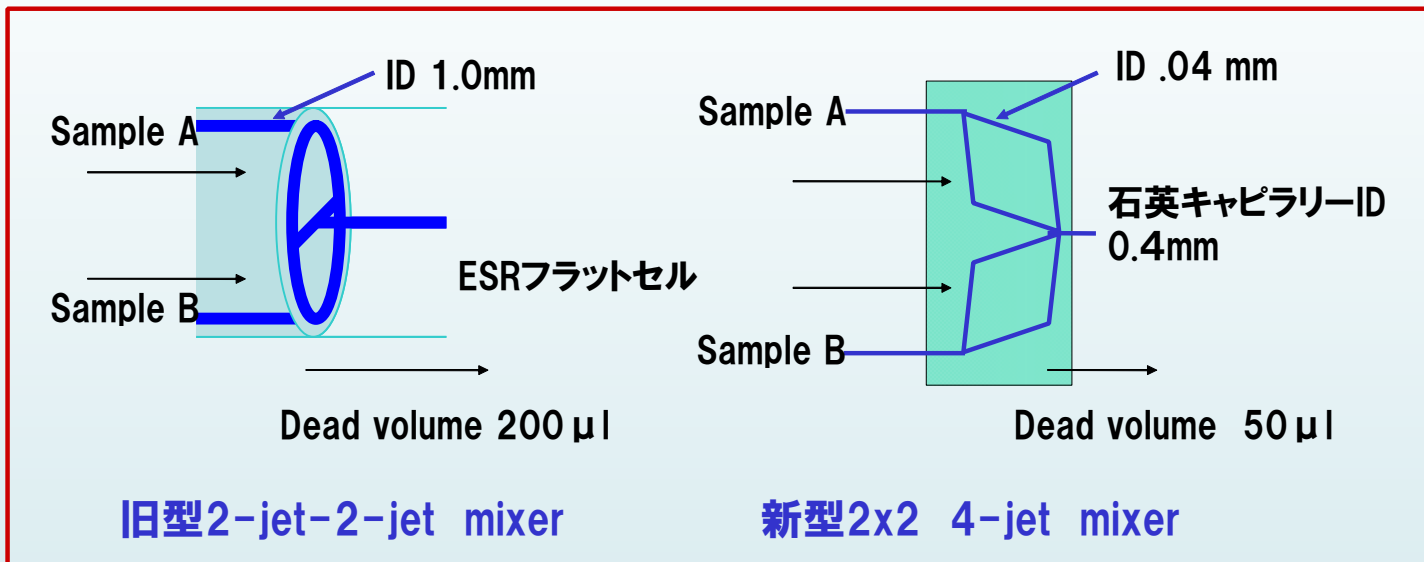 ID 1.0mm
Sample A
Sample B
ESRフラットセル
Dead volume 200μl
旧型2-jet-2-jet mixer
ID .04 mm
Sample A
石英キャピラリーID
0.4mm
Sample B
Dead volume 50μl
新型2x2 4-jet mixer